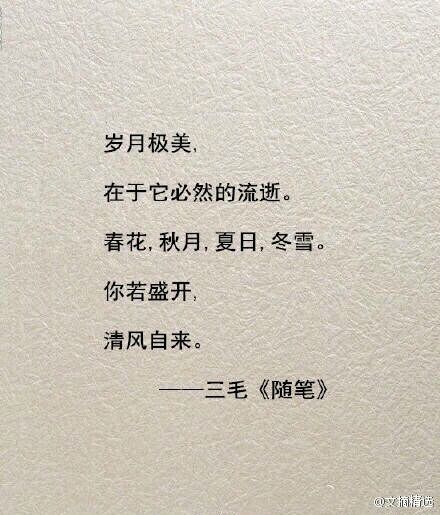 岁月极美,
在于它必然的流逝。
春花,秋月,夏日,冬雪。
你若盛开,
清风自来。
——三毛《随笔》
@文摘精选